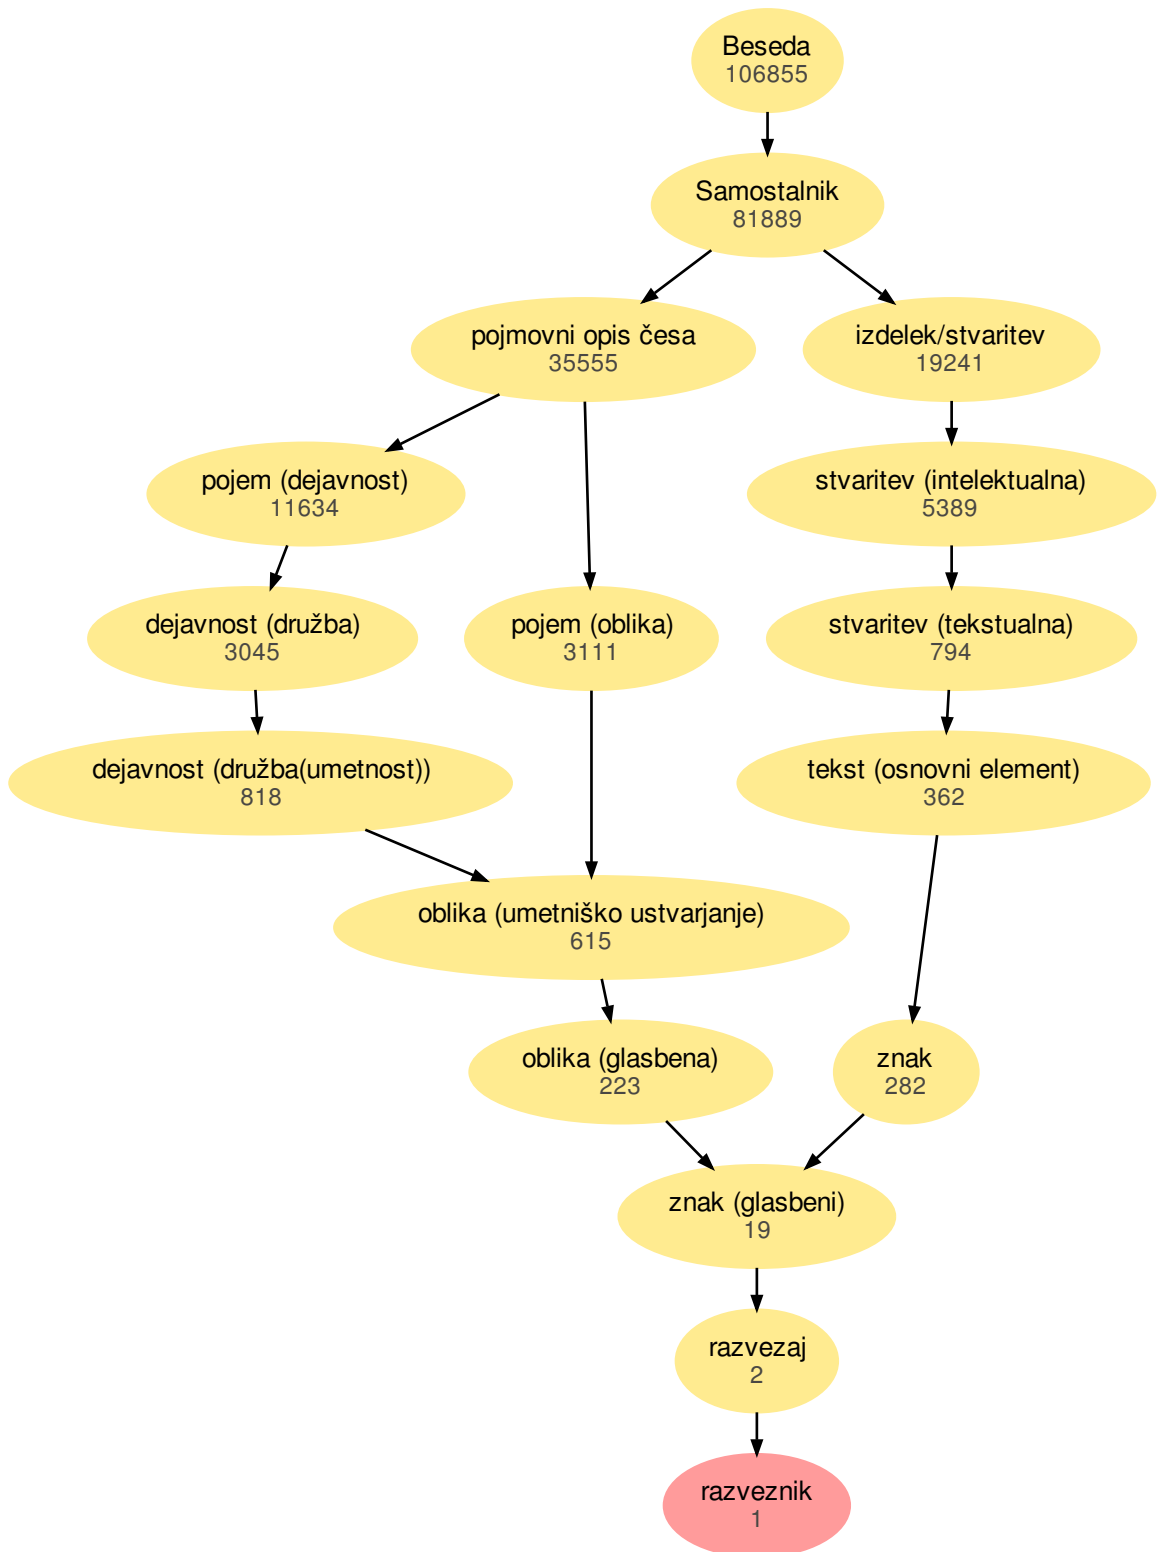 Beseda
106855
Samostalnik
81889
pojmovni opis česa
35555
izdelek/stvaritev
19241
pojem (dejavnost)
11634
stvaritev (intelektualna)
5389
dejavnost (družba)
3045
pojem (oblika)
3111
stvaritev (tekstualna)
794
dejavnost (družba(umetnost))
818
tekst (osnovni element)
362
oblika (umetniško ustvarjanje)
615
oblika (glasbena)
223
znak
282
znak (glasbeni)
19
razvezaj
2
razveznik
1